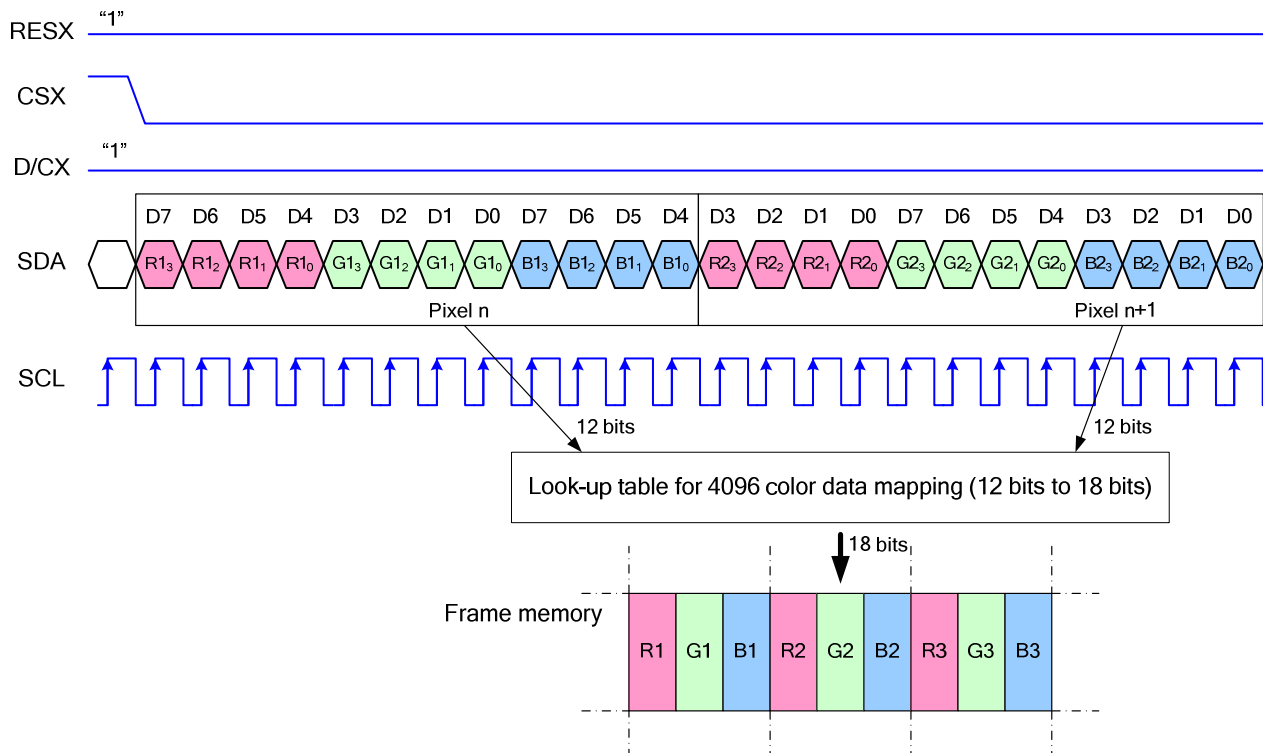 RESX “1”
CSX
D/CX “1”
D7 D6 D5 D4 D3 D2 D1 D0 D7 D6 D5 D4 D3 D2 D1 D0 D7 D6 D5 D4 D3 D2 D1 D0
SDA R1₃ R1₂ R1₁ R1₀ G1₃ G1₂ G1₁ G1₀ B1₃ B1₂ B1₁ B1₀ R2₃ R2₂ R2₁ R2₀ G2₃ G2₂ G2₁ G2₀ B2₃ B2₂ B2₁ B2₀
Pixel n Pixel n+1
SCL
12 bits 12 bits
Look-up table for 4096 color data mapping (12 bits to 18 bits)
18 bits
Frame memory
R1 G1 B1 R2 G2 B2 R3 G3 B3